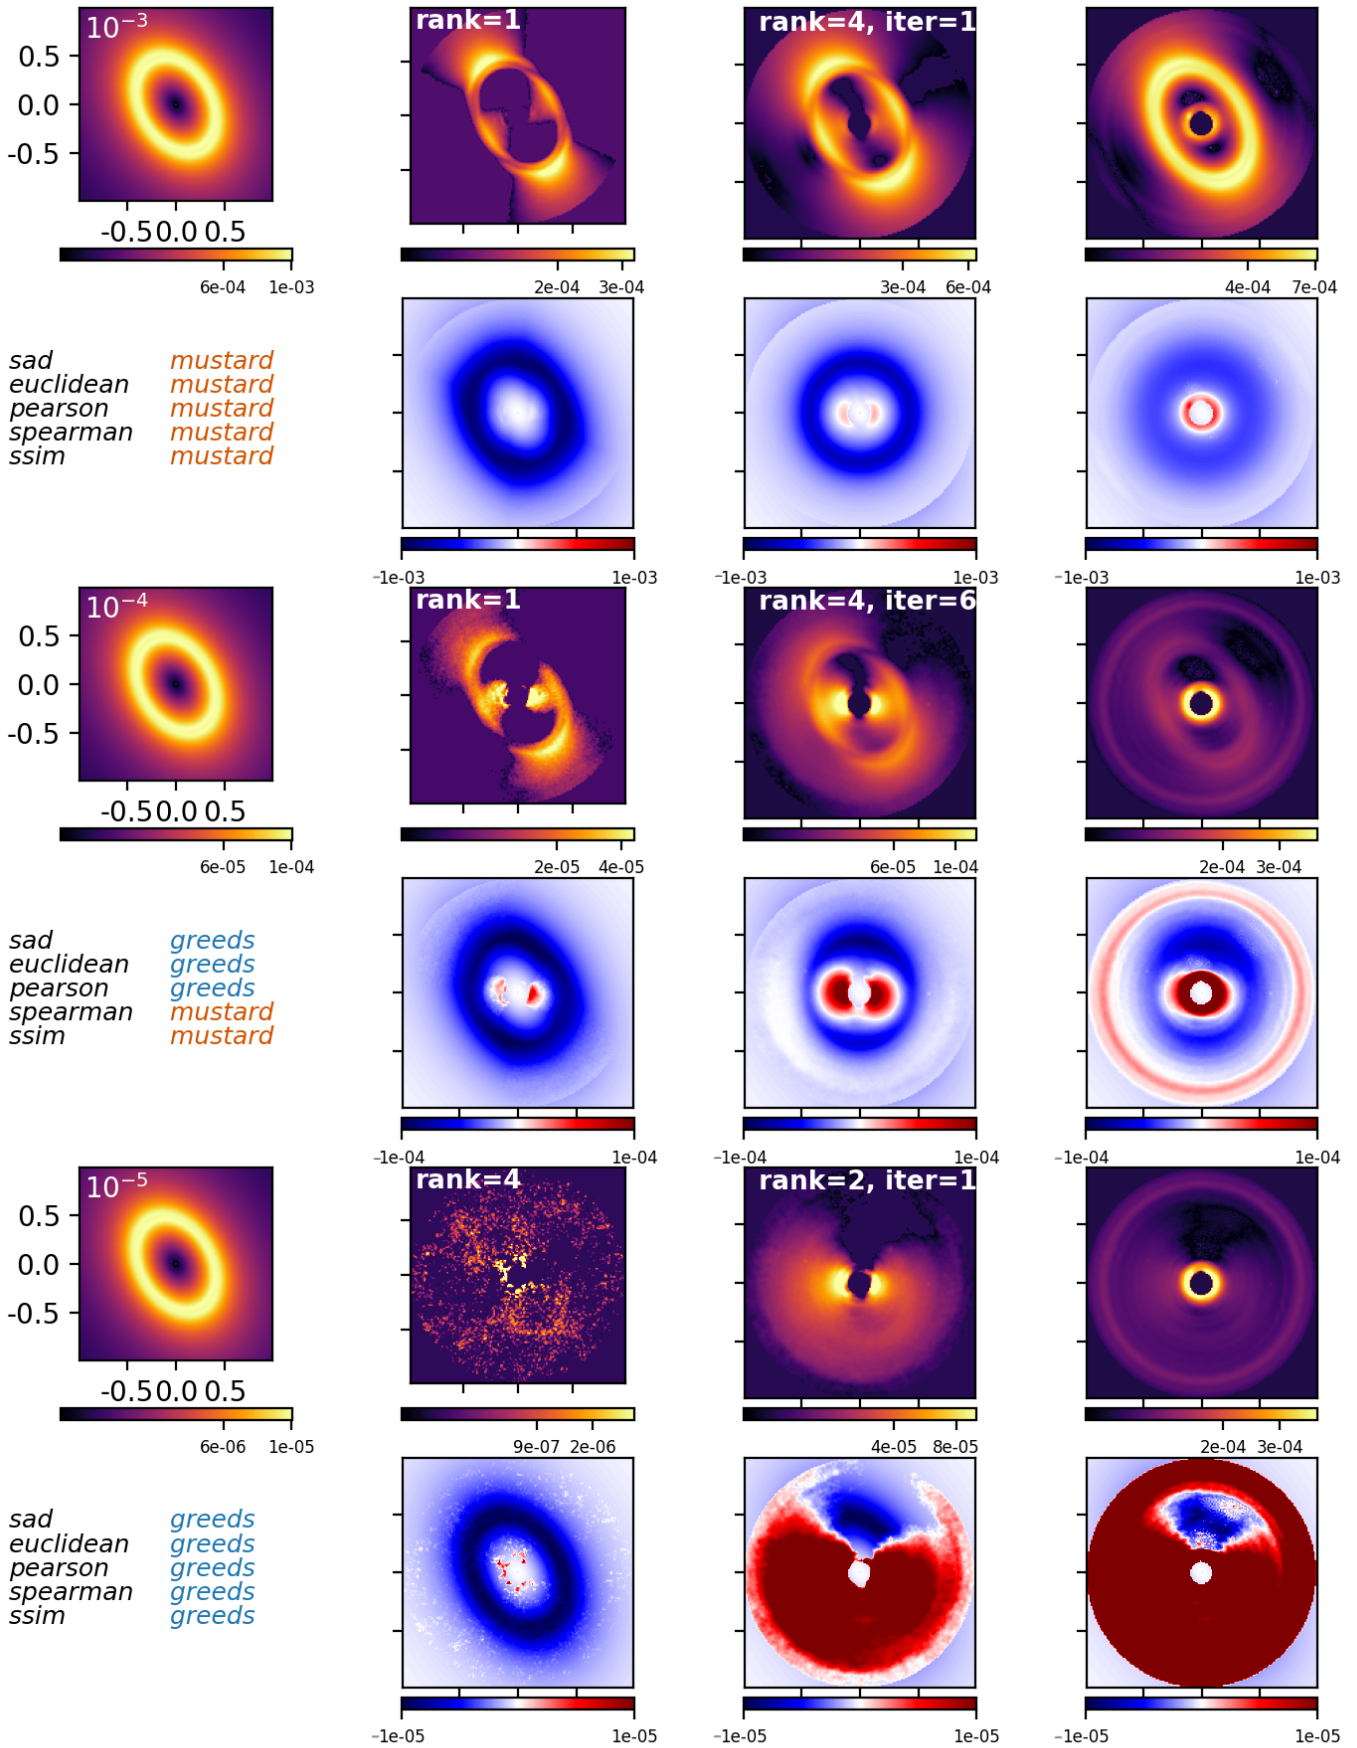 10⁻³
rank=1
rank=4, iter=1
0.5
0.0
-0.5
-0.5 0.0 0.5
6e-04 1e-03
2e-04 3e-04
3e-04 6e-04
4e-04 7e-04
sad mustard
euclidean mustard
pearson mustard
spearman mustard
ssim mustard
−1e-03 1e-03
−1e-03 1e-03
−1e-03 1e-03
10⁻⁴
rank=1
rank=4, iter=6
0.5
0.0
-0.5
-0.5 0.0 0.5
6e-05 1e-04
2e-05 4e-05
6e-05 1e-04
2e-04 3e-04
sad greeds
euclidean greeds
pearson greeds
spearman mustard
ssim mustard
−1e-04 1e-04
−1e-04 1e-04
−1e-04 1e-04
10⁻⁵
rank=4
rank=2, iter=1
0.5
0.0
-0.5
-0.5 0.0 0.5
6e-06 1e-05
9e-07 2e-06
4e-05 8e-05
2e-04 3e-04
sad greeds
euclidean greeds
pearson greeds
spearman greeds
ssim greeds
−1e-05 1e-05
−1e-05 1e-05
−1e-05 1e-05